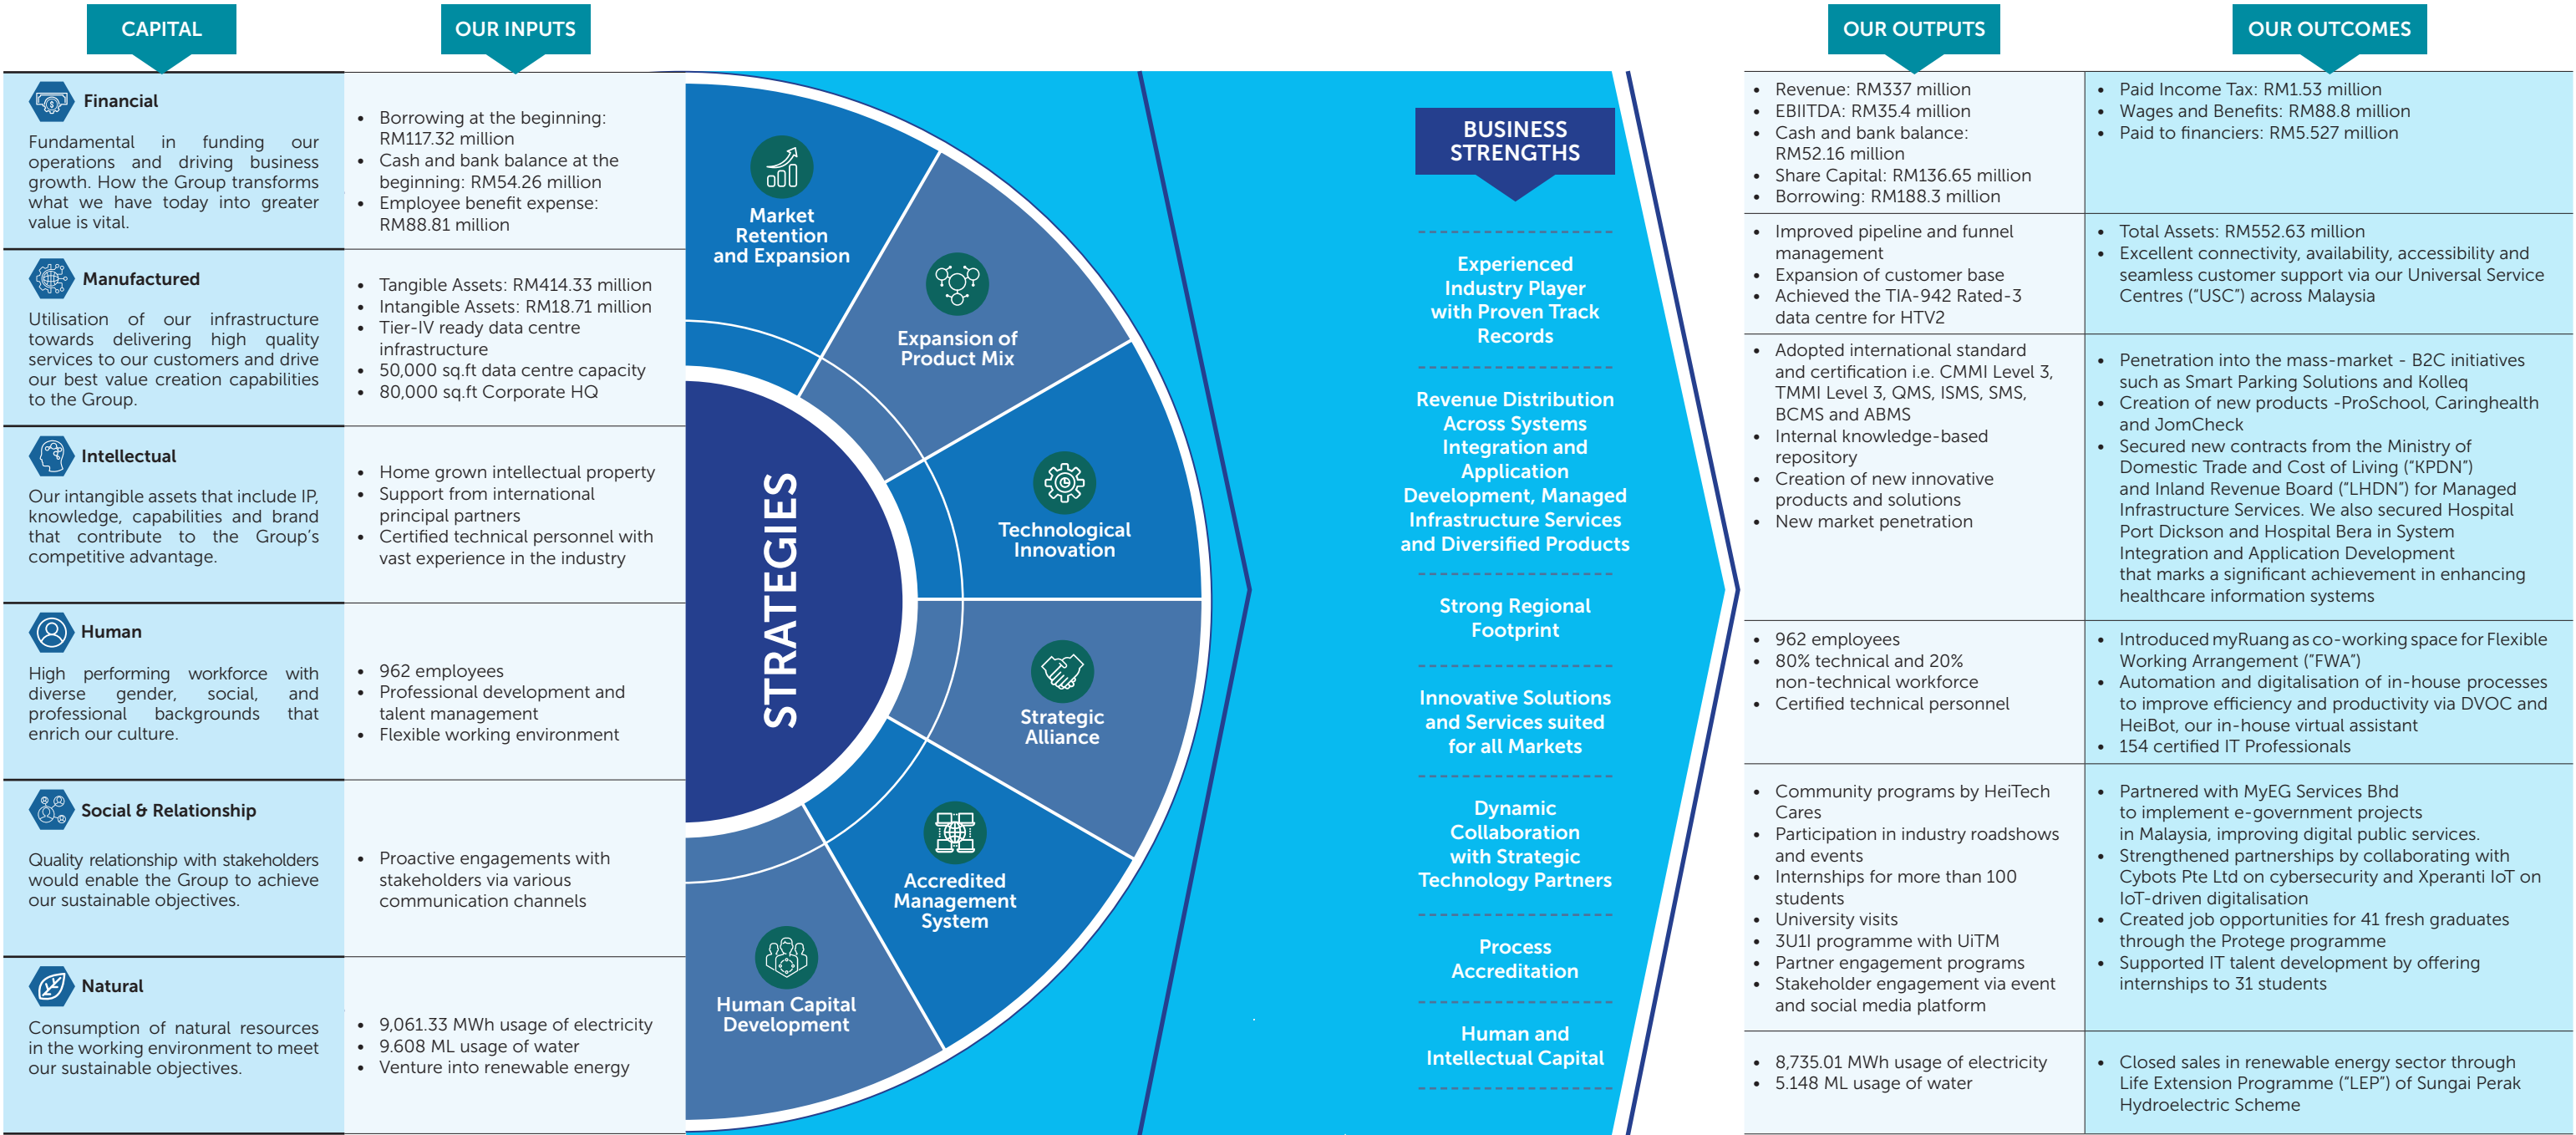 CAPITAL
OUR INPUTS
Financial
Fundamental in funding our
operations and driving business
growth. How the Group transforms
what we have today into greater
value is vital.
• Borrowing at the beginning:
RM117.32 million
• Cash and bank balance at the
beginning: RM54.26 million
• Employee benefit expense:
RM88.81 million
Manufactured
Utilisation of our infrastructure
towards delivering high quality
services to our customers and drive
our best value creation capabilities
to the Group.
• Tangible Assets: RM414.33 million
• Intangible Assets: RM18.71 million
• Tier-IV ready data centre
infrastructure
• 50,000 sq.ft data centre capacity
• 80,000 sq.ft Corporate HQ
Intellectual
Our intangible assets that include IP,
knowledge, capabilities and brand
that contribute to the Group's
competitive advantage.
• Home grown intellectual property
• Support from international
principal partners
• Certified technical personnel with
vast experience in the industry
Human
High performing workforce with
diverse gender, social, and
professional backgrounds that
enrich our culture.
• 962 employees
• Professional development and
talent management
• Flexible working environment
Social & Relationship
Quality relationship with stakeholders
would enable the Group to achieve
our sustainable objectives.
• Proactive engagements with
stakeholders via various
communication channels
Natural
Consumption of natural resources
in the working environment to meet
our sustainable objectives.
• 9,061.33 MWh usage of electricity
• 9.608 ML usage of water
• Venture into renewable energy
STRATEGIES
Market
Retention
and Expansion
Expansion of
Product Mix
Technological
Innovation
Strategic
Alliance
Accredited
Management
System
Human Capital
Development
BUSINESS
STRENGTHS
Experienced
Industry Player
with Proven Track
Records
Revenue Distribution
Across Systems
Integration and
Application
Development, Managed
Infrastructure Services
and Diversified Products
Strong Regional
Footprint
Innovative Solutions
and Services suited
for all Markets
Dynamic
Collaboration
with Strategic
Technology Partners
Process
Accreditation
Human and
Intellectual Capital
OUR OUTPUTS
OUR OUTCOMES
• Revenue: RM337 million
• EBIITDA: RM35.4 million
• Cash and bank balance:
RM52.16 million
• Share Capital: RM136.65 million
• Borrowing: RM188.3 million
• Paid Income Tax: RM1.53 million
• Wages and Benefits: RM88.8 million
• Paid to financiers: RM5.527 million
• Improved pipeline and funnel
management
• Expansion of customer base
• Achieved the TIA-942 Rated-3
data centre for HTV2
• Total Assets: RM552.63 million
• Excellent connectivity, availability, accessibility and
seamless customer support via our Universal Service
Centres ("USC") across Malaysia
• Adopted international standard
and certification i.e. CMMI Level 3,
TMMI Level 3, QMS, ISMS, SMS,
BCMS and ABMS
• Internal knowledge-based
repository
• Creation of new innovative
products and solutions
• New market penetration
• Penetration into the mass-market - B2C initiatives
such as Smart Parking Solutions and Kolleq
• Creation of new products -ProSchool, Caringhealth
and JomCheck
• Secured new contracts from the Ministry of
Domestic Trade and Cost of Living ("KPDN")
and Inland Revenue Board ("LHDN") for Managed
Infrastructure Services. We also secured Hospital
Port Dickson and Hospital Bera in System
Integration and Application Development
that marks a significant achievement in enhancing
healthcare information systems
• 962 employees
• 80% technical and 20%
non-technical workforce
• Certified technical personnel
• Introduced myRuang as co-working space for Flexible
Working Arrangement ("FWA")
• Automation and digitalisation of in-house processes
to improve efficiency and productivity via DVOC and
HeiBot, our in-house virtual assistant
• 154 certified IT Professionals
• Community programs by HeiTech
Cares
• Participation in industry roadshows
and events
• Internships for more than 100
students
• University visits
• 3U1I programme with UiTM
• Partner engagement programs
• Stakeholder engagement via event
and social media platform
• Partnered with MyEG Services Bhd
to implement e-government projects
in Malaysia, improving digital public services.
• Strengthened partnerships by collaborating with
Cybots Pte Ltd on cybersecurity and Xperanti IoT on
IoT-driven digitalisation
• Created job opportunities for 41 fresh graduates
through the Protege programme
• Supported IT talent development by offering
internships to 31 students
• 8,735.01 MWh usage of electricity
• 5.148 ML usage of water
• Closed sales in renewable energy sector through
Life Extension Programme ("LEP") of Sungai Perak
Hydroelectric Scheme